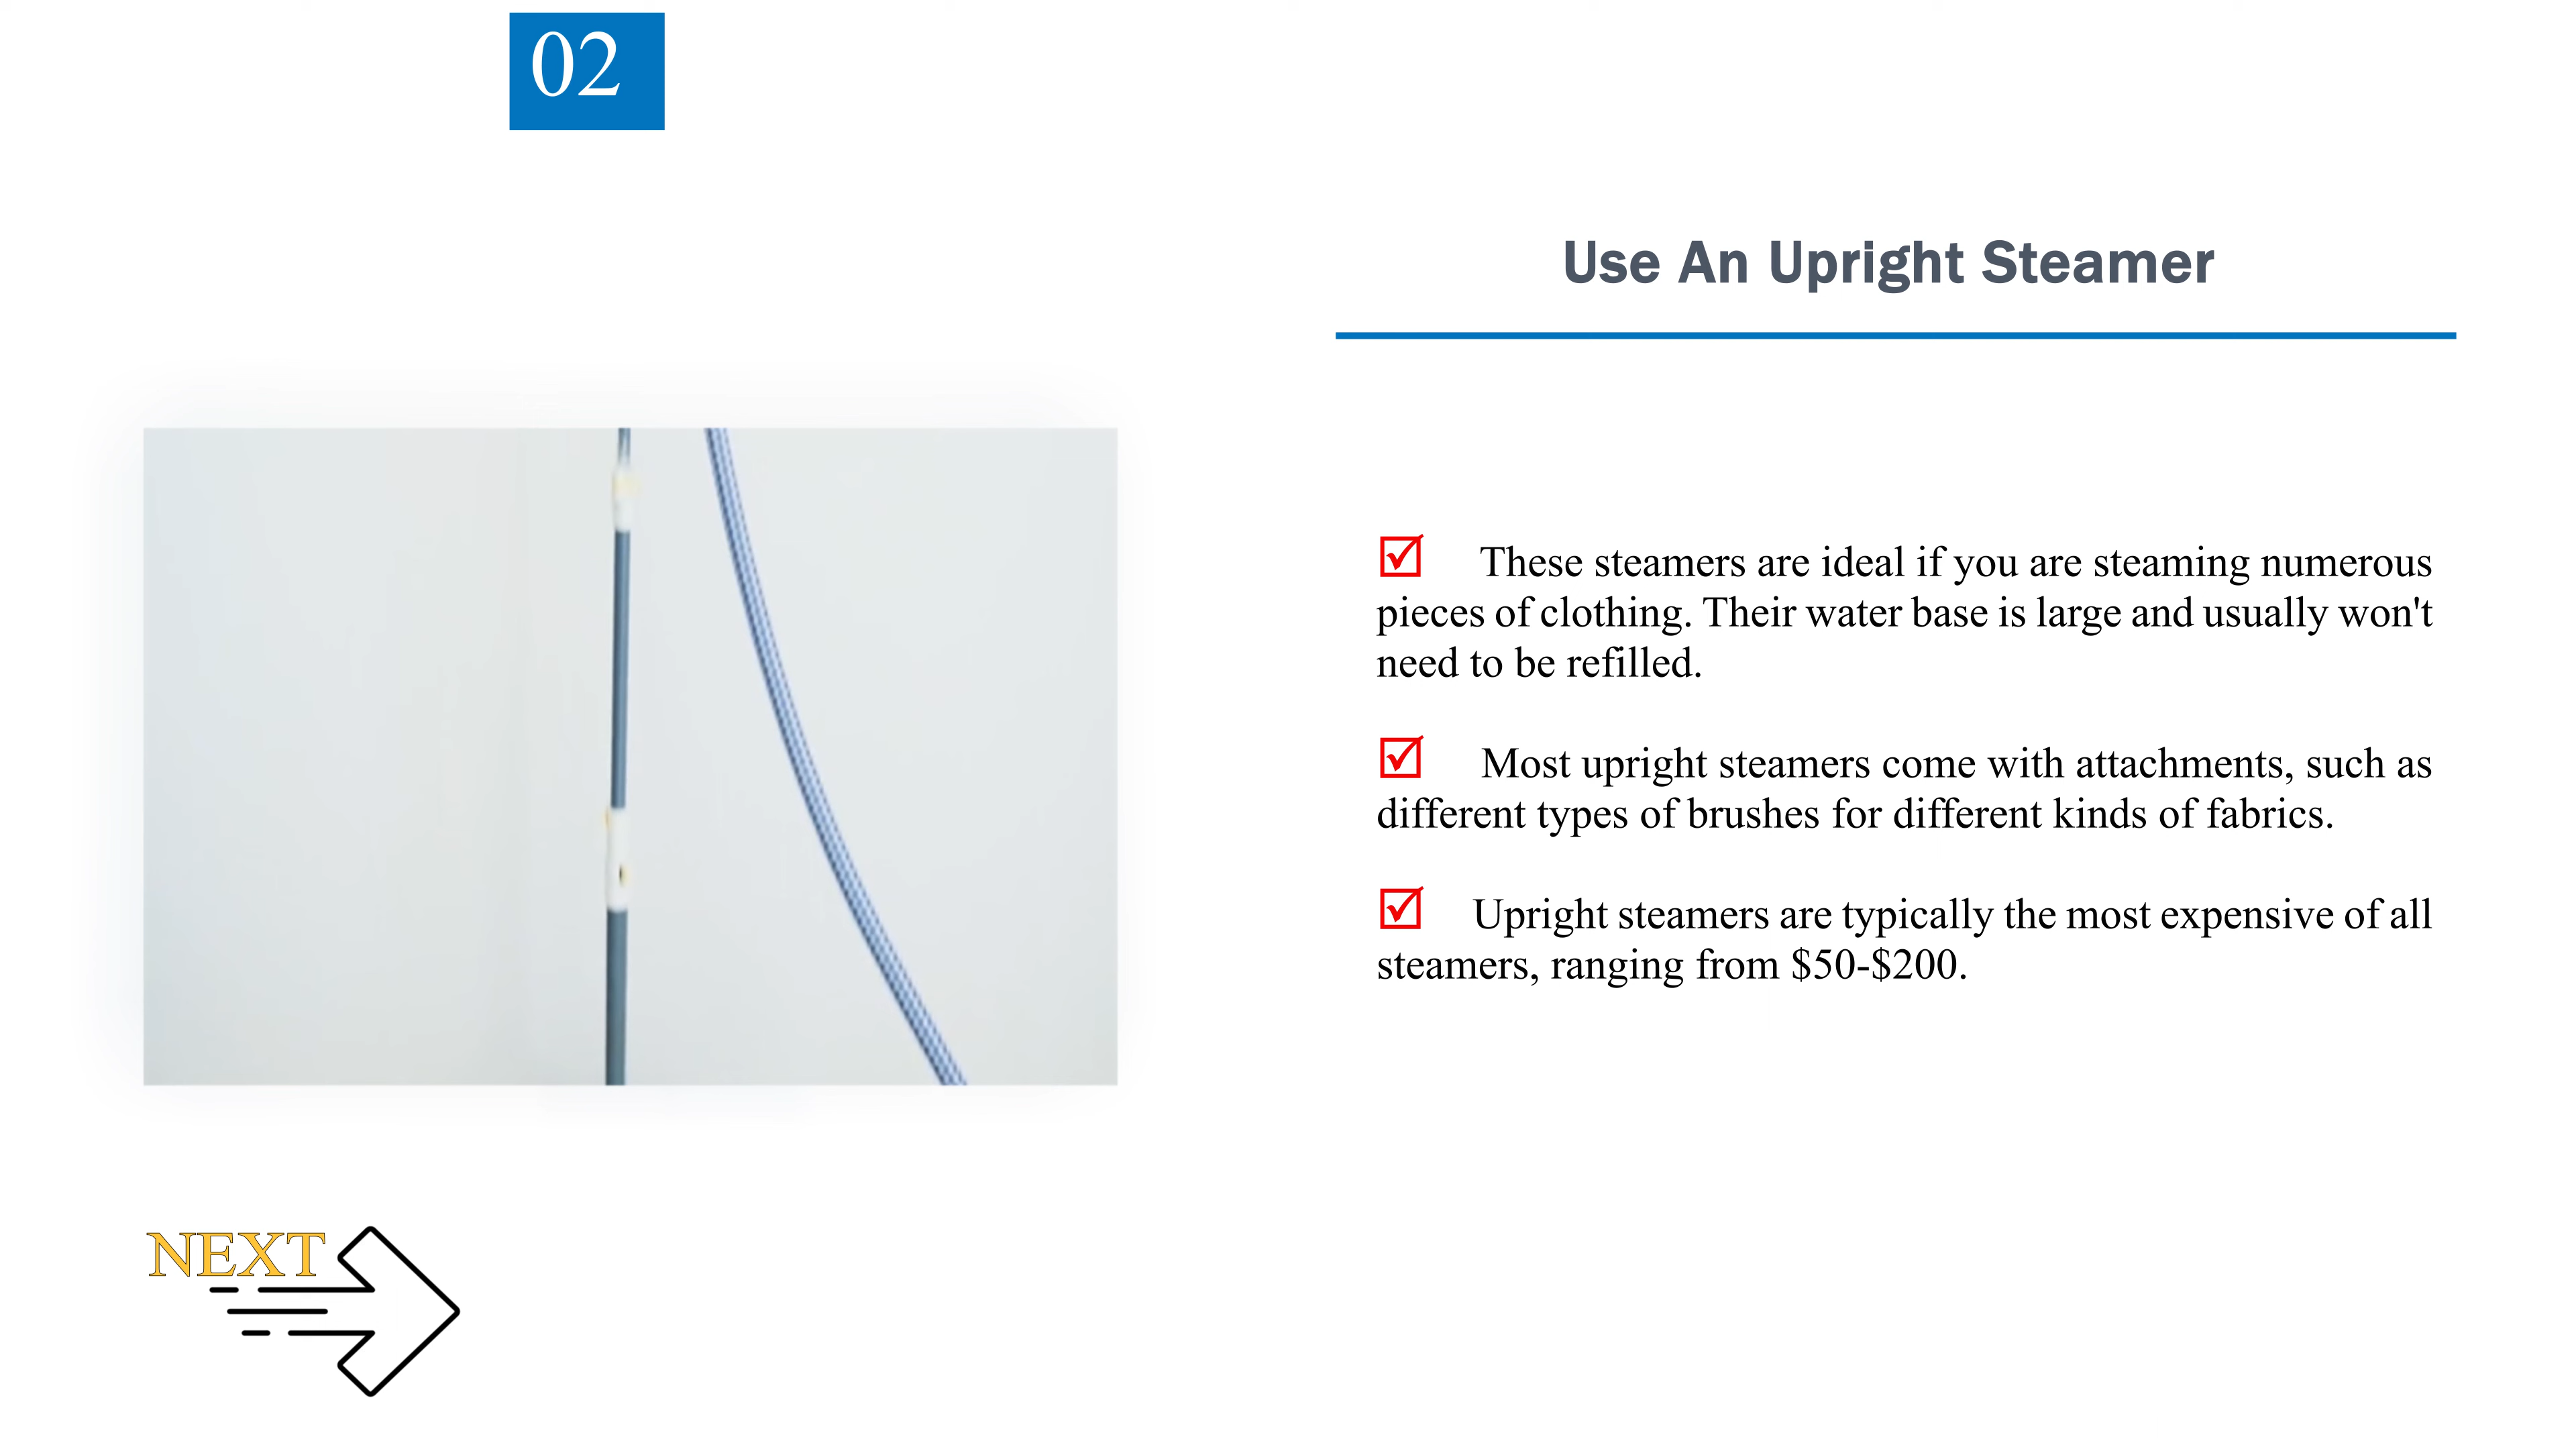 02
Use An Upright Steamer
These steamers are ideal if you are steaming numerous
pieces of clothing. Their water base is large and usually won't
need to be refilled.
Most upright steamers come with attachments, such as
different types of brushes for different kinds of fabrics.
Upright steamers are typically the most expensive of all
steamers, ranging from $50-$200.
NEXT